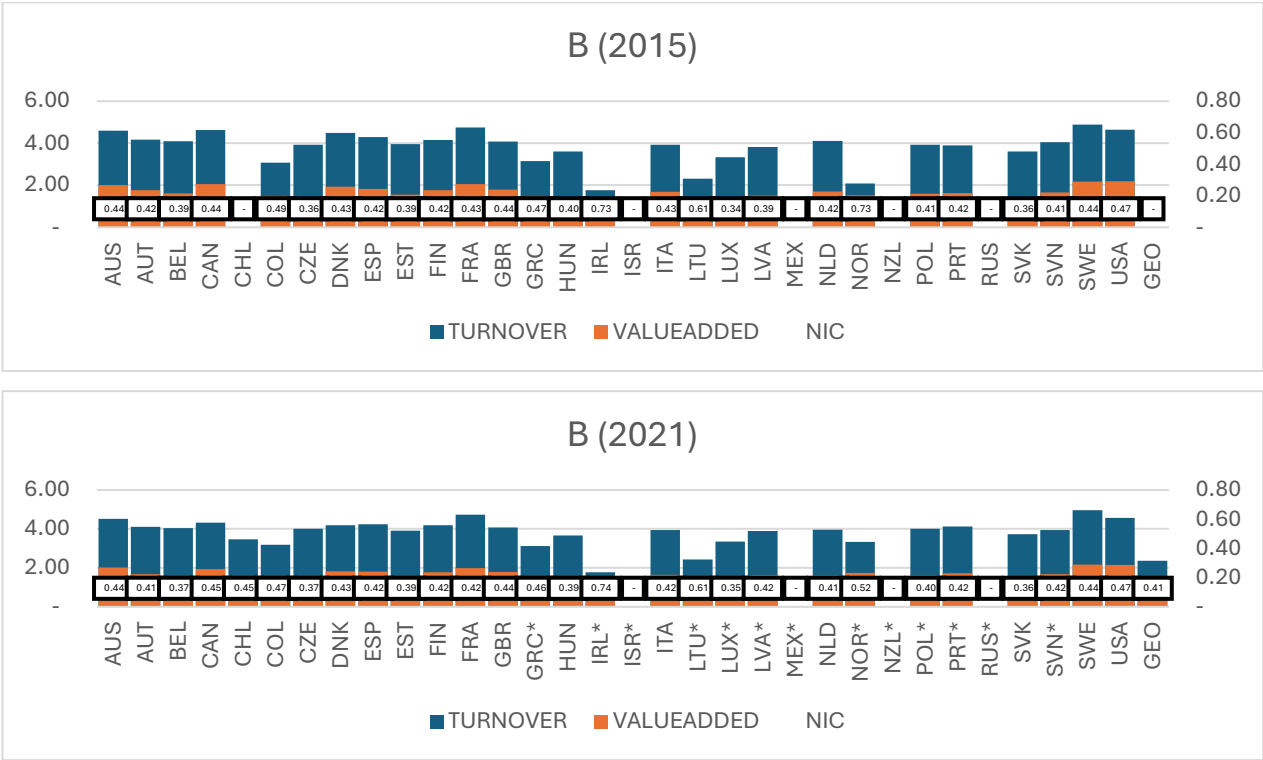 B (2015)
6.00 0.80
4.00 0.60
0.40
2.00 0.20
0.44 0.42 0.39 0.44 - 0.49 0.36 0.43 0.42 0.39 0.42 0.43 0.44 0.47 0.40 0.73 - 0.43 0.61 0.34 0.39 - 0.42 0.73 - 0.41 0.42 - 0.36 0.41 0.44 0.47 -
- -
AUS AUT BEL CAN CHL COL CZE DNK ESP EST FIN FRA GBR GRC HUN IRL ISR ITA LTU LUX LVA MEX NLD NOR NZL POL PRT RUS SVK SVN SWE USA GEO
TURNOVER VALUEADDED NIC
B (2021)
6.00 0.80
4.00 0.60
0.40
2.00 0.20
0.44 0.41 0.37 0.45 0.45 0.47 0.37 0.43 0.42 0.39 0.42 0.42 0.44 0.46 0.39 0.74 - 0.42 0.61 0.35 0.42 - 0.41 0.52 - 0.40 0.42 - 0.36 0.42 0.44 0.47 0.41
- -
AUS AUT BEL CAN CHL COL CZE DNK ESP EST FIN FRA GBR GRC* HUN IRL* ISR* ITA LTU* LUX* LVA* MEX* NLD NOR* NZL* POL* PRT* RUS* SVK SVN* SWE USA GEO
TURNOVER VALUEADDED NIC